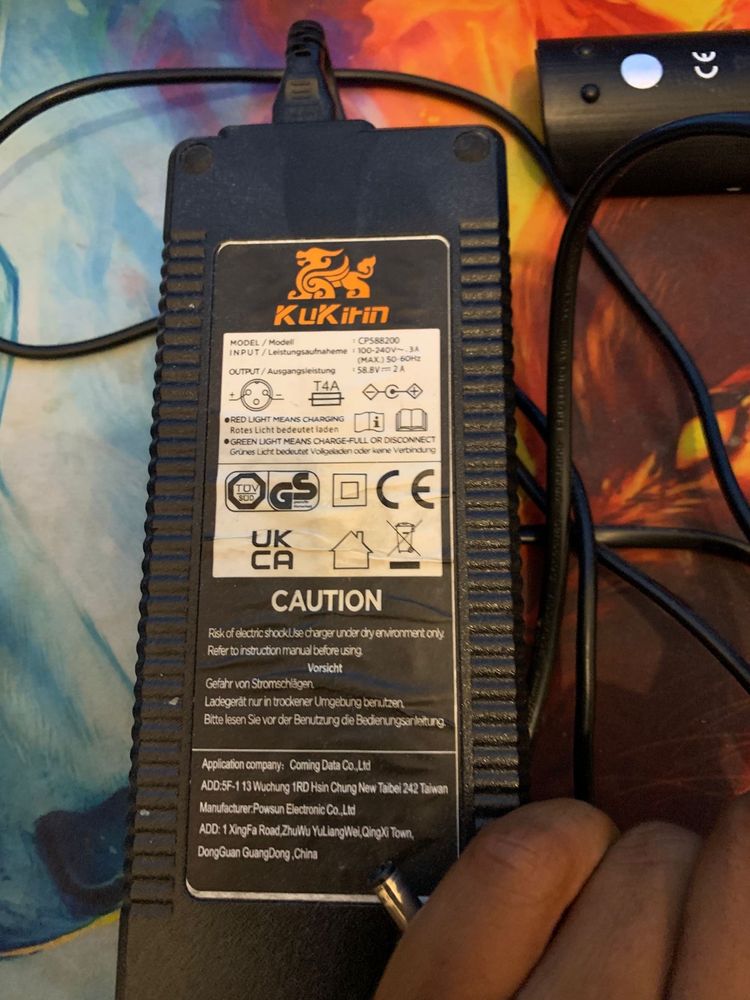 CE
KuKirin
MODEL / Modell : CP588200
INPUT / Leistungsaufnaheme : 100-240V~ . 3A
(MAX.) 50-60Hz
OUTPUT / Ausgangsleistung : 58.8V⎓2A
T4A
●RED LIGHT MEANS CHARGING
Rotes Licht bedeutet laden
●GREEN LIGHT MEANS CHARGE-FULL OR DISCONNECT
Grünes Licht bedeutet Vollgeladen oder keine Verbindung
TÜV SÜD GS CE
UK
CA
CAUTION
Risk of electric shock.Use charger under dry environment only.
Refer to instruction manual before using.
Vorsicht
Gefahr von Stromschlägen.
Ladegerät nur in trockener Umgebung benutzen.
Bitte lesen Sie vor der Benutzung die Bedienungsanleitung.
Application company: Coming Data Co.,Ltd
ADD:5F-1 13 Wuchung 1RD Hsin Chung New Taibei 242 Taiwan
Manufacturer:Powsun Electronic Co.,Ltd
ADD: 1 XingFa Road,ZhuWu YuLiangWei,QingXi Town,
DongGuan GuangDong ,China